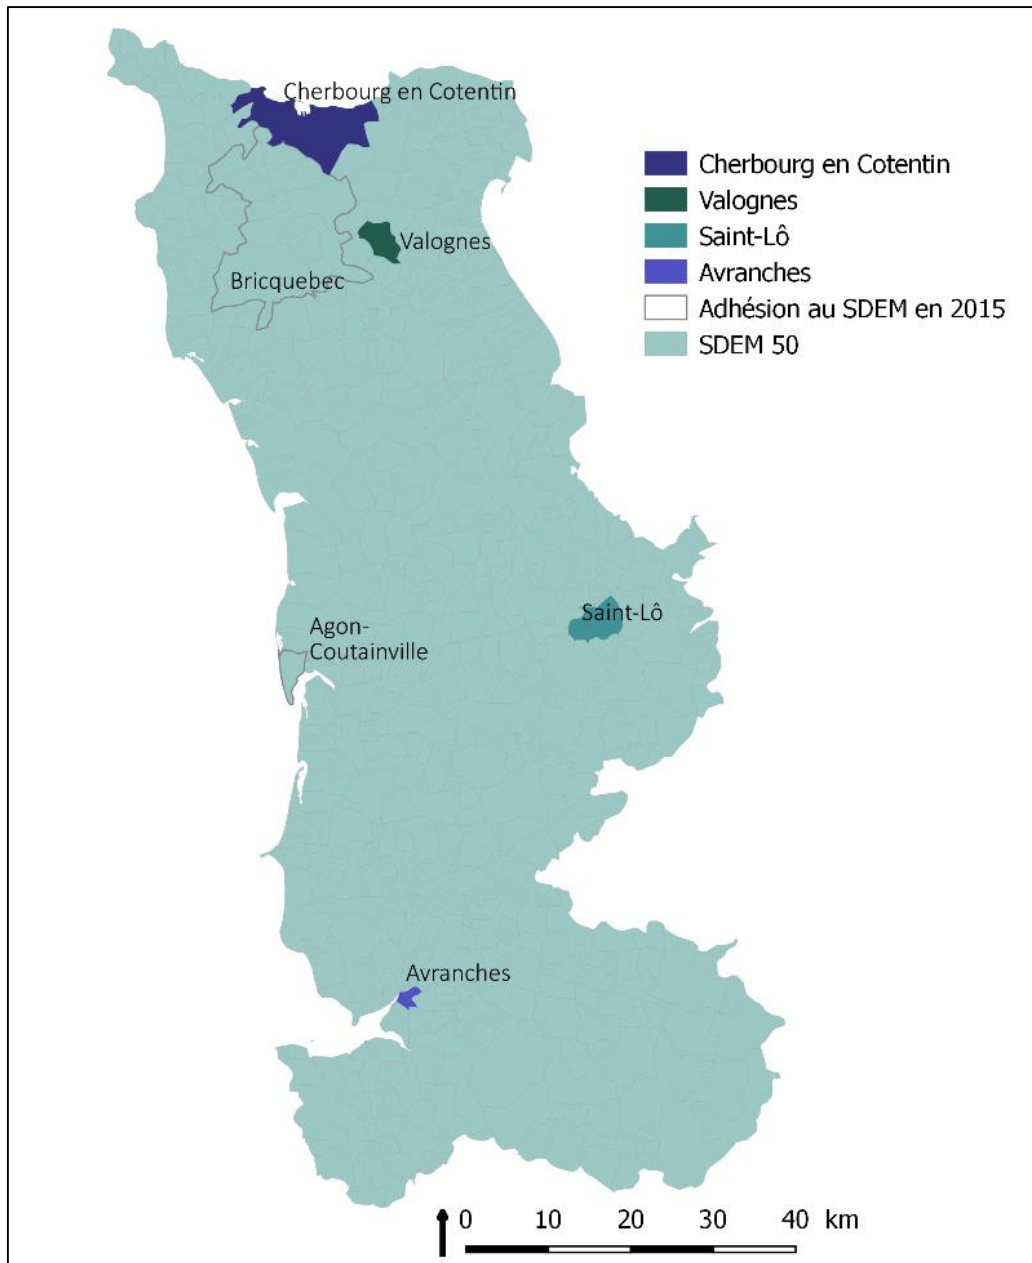 Cherbourg en Cotentin
Valognes
Bricquebec
Agon-
Coutainville
Saint-Lô
Avranches
Cherbourg en Cotentin
Valognes
Saint-Lô
Avranches
Adhésion au SDEM en 2015
SDEM 50
0 10 20 30 40 km